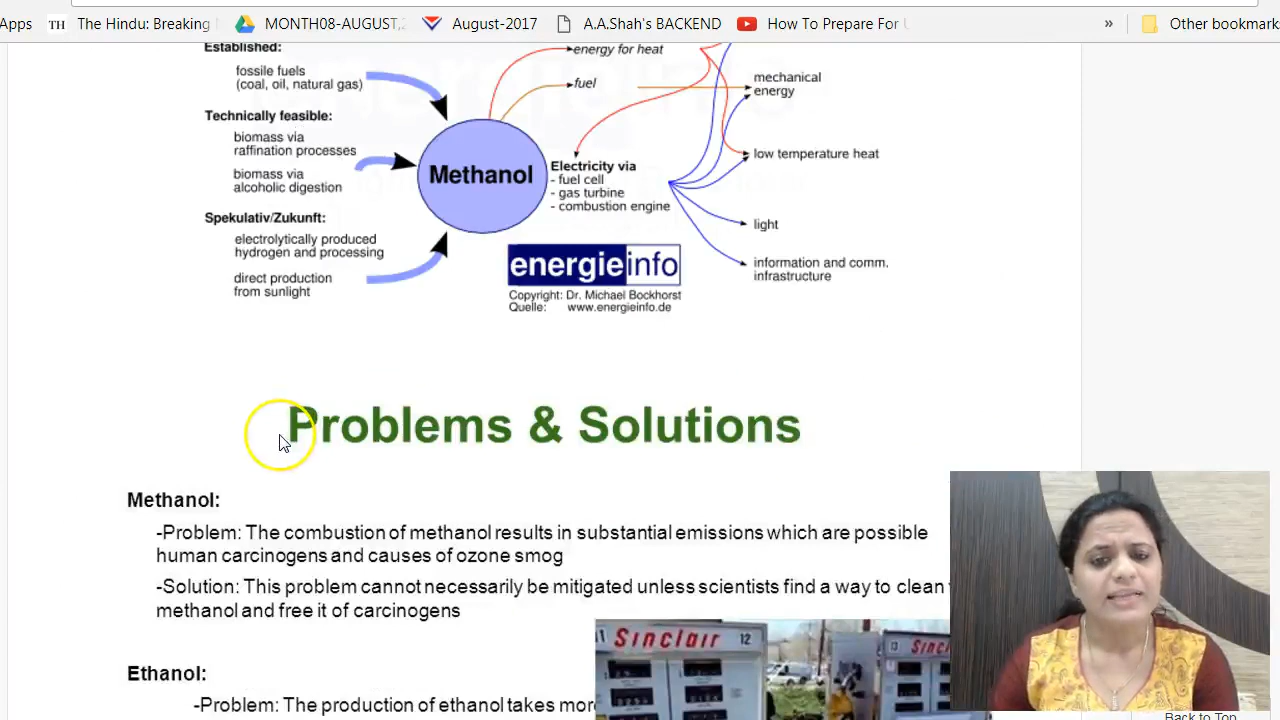 Apps TH The Hindu: Breaking MONTH08-AUGUST,2 August-2017 A.A.Shah's BACKEND How To Prepare For » Other bookmark
Established:
fossile fuels
(coal, oil, natural gas)
Technically feasible:
biomass via
raffination processes
biomass via
alcoholic digestion
Spekulativ/Zukunft:
electrolytically produced
hydrogen and processing
direct production
from sunlight
Methanol
energy for heat
fuel
Electricity via
- fuel cell
- gas turbine
- combustion engine
mechanical
energy
low temperature heat
light
information and comm.
infrastructure
energieinfo
Copyright: Dr. Michael Bockhorst
Quelle: www.energieinfo.de
Problems & Solutions
Methanol:
-Problem: The combustion of methanol results in substantial emissions which are possible
human carcinogens and causes of ozone smog
-Solution: This problem cannot necessarily be mitigated unless scientists find a way to clean
methanol and free it of carcinogens
11 Sinclair 12
13 Sincl
Ethanol:
-Problem: The production of ethanol takes more
Back to Top